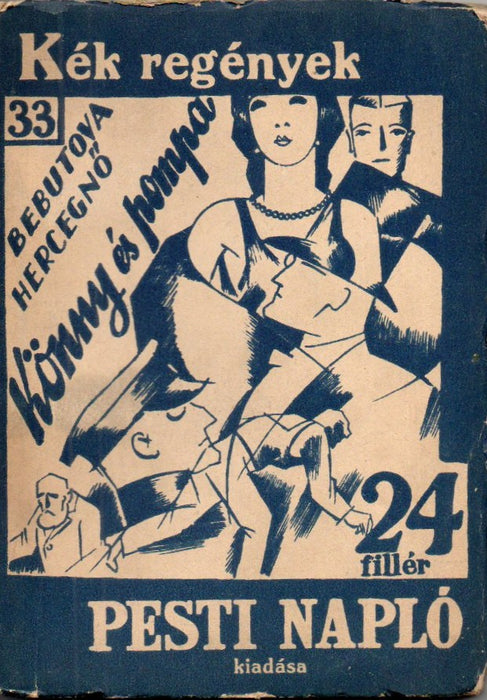 Kék regények
33
BEBUTOVA
HERCEGNŐ
Könny és pompa
24
fillér
PESTI NAPLÓ
kiadása